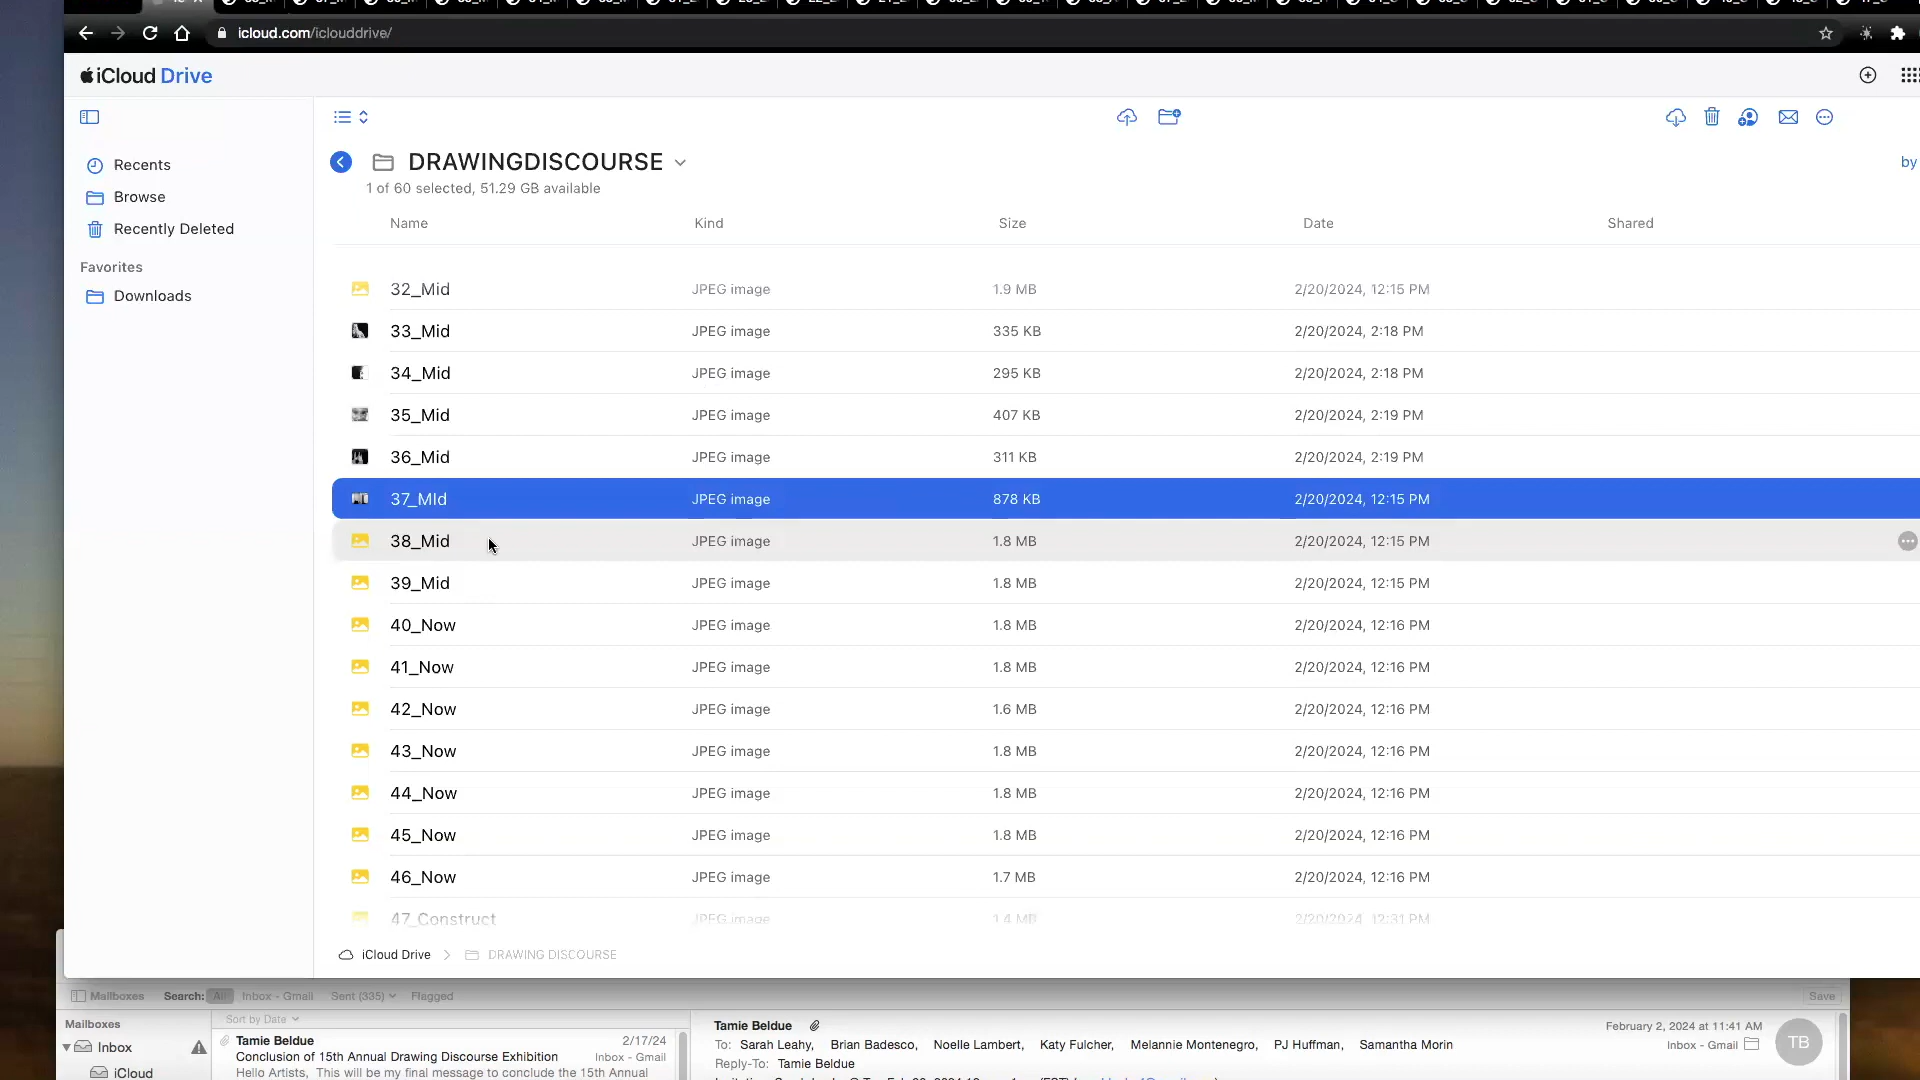 icloud.com/iclouddrive/
iCloud Drive
Recents
Browse
Recently Deleted
Favorites
Downloads
DRAWINGDISCOURSE
by
1 of 60 selected, 51.29 GB available
Name Kind Size Date Shared
32_Mid JPEG image 1.9 MB 2/20/2024, 12:15 PM
33_Mid JPEG image 335 KB 2/20/2024, 2:18 PM
34_Mid JPEG image 295 KB 2/20/2024, 2:18 PM
35_Mid JPEG image 407 KB 2/20/2024, 2:19 PM
36_Mid JPEG image 311 KB 2/20/2024, 2:19 PM
37_MId JPEG image 878 KB 2/20/2024, 12:15 PM
38_Mid JPEG image 1.8 MB 2/20/2024, 12:15 PM
39_Mid JPEG image 1.8 MB 2/20/2024, 12:15 PM
40_Now JPEG image 1.8 MB 2/20/2024, 12:16 PM
41_Now JPEG image 1.8 MB 2/20/2024, 12:16 PM
42_Now JPEG image 1.6 MB 2/20/2024, 12:16 PM
43_Now JPEG image 1.8 MB 2/20/2024, 12:16 PM
44_Now JPEG image 1.8 MB 2/20/2024, 12:16 PM
45_Now JPEG image 1.8 MB 2/20/2024, 12:16 PM
46_Now JPEG image 1.7 MB 2/20/2024, 12:16 PM
47_Construct JPEG image 1.4 MB 2/20/2024 12:31 PM
iCloud Drive DRAWING DISCOURSE
Mailboxes Search: All Inbox - Gmail Sent (335) Flagged Save
Mailboxes
Inbox
iCloud
Sort by Date
Tamie Beldue 2/17/24
Conclusion of 15th Annual Drawing Discourse Exhibition Inbox - Gmail
Hello Artists, This will be my final message to conclude the 15th Annual
Tamie Beldue February 2, 2024 at 11:41 AM
To: Sarah Leahy, Brian Badesco, Noelle Lambert, Katy Fulcher, Melannie Montenegro, PJ Huffman, Samantha Morin Inbox - Gmail
Reply-To: Tamie Beldue
TB